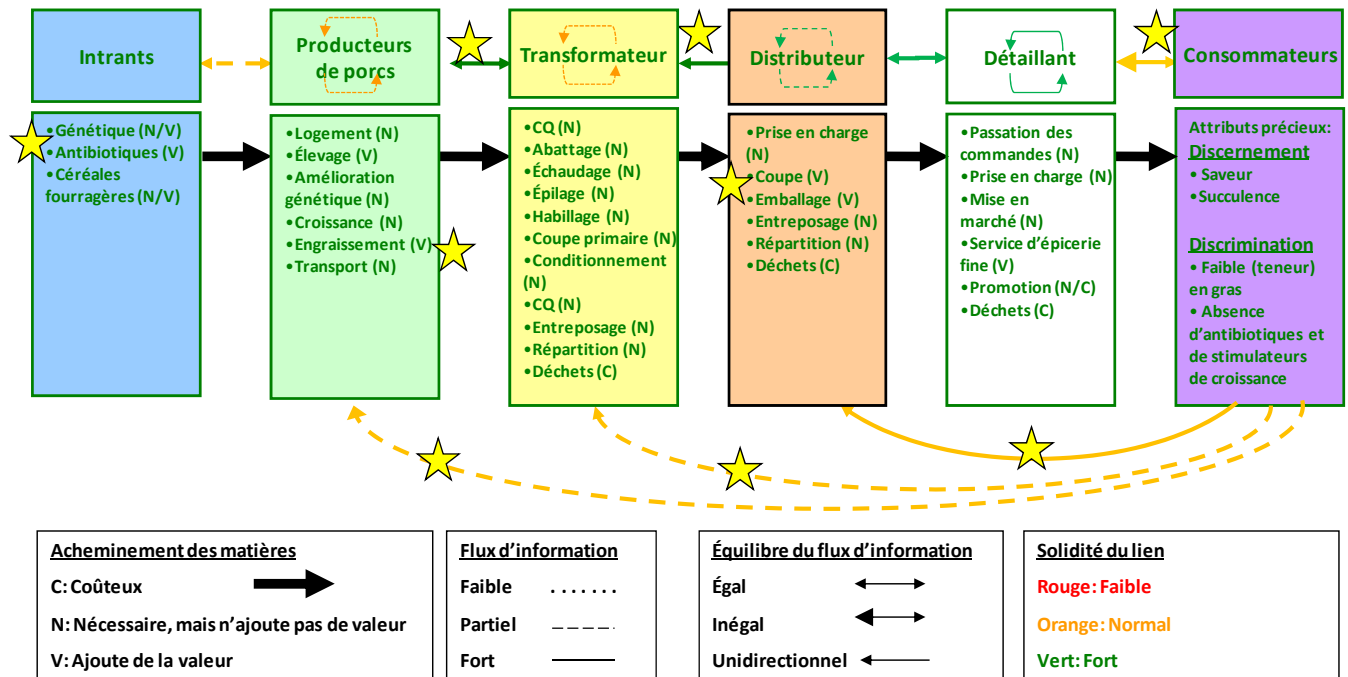 Intrants
Producteurs
de porcs
Transformateur
Distributeur
Détaillant
Consommateurs
•Génétique (N/V)
•Antibiotiques (V)
•Céréales
fourragères (N/V)
•Logement (N)
•Élevage (V)
•Amélioration
génétique (N)
•Croissance (N)
•Engraissement (V)
•Transport (N)
•CQ (N)
•Abattage (N)
•Échaudage (N)
•Épilage (N)
•Habillage (N)
•Coupe primaire (N)
•Conditionnement
(N)
•CQ (N)
•Entreposage (N)
•Répartition (N)
•Déchets (C)
•Prise en charge
(N)
•Coupe (V)
•Emballage (V)
•Entreposage (N)
•Répartition (N)
•Déchets (C)
•Passation des
commandes (N)
•Prise en charge (N)
•Mise en
marché (N)
•Service d’épicerie
fine (V)
•Promotion (N/C)
•Déchets (C)
Attributs précieux:
Discernement
• Saveur
•Succulence
Discrimination
• Faible (teneur)
en gras
• Absence
d’antibiotiques et
de stimulateurs
de croissance
Acheminement des matières
C: Coûteux
N: Nécessaire, mais n’ajoute pas de valeur
V: Ajoute de la valeur
Flux d’information
Faible
Partiel
Fort
Équilibre du flux d’information
Égal
Inégal
Unidirectionnel
Solidité du lien
Rouge: Faible
Orange: Normal
Vert: Fort